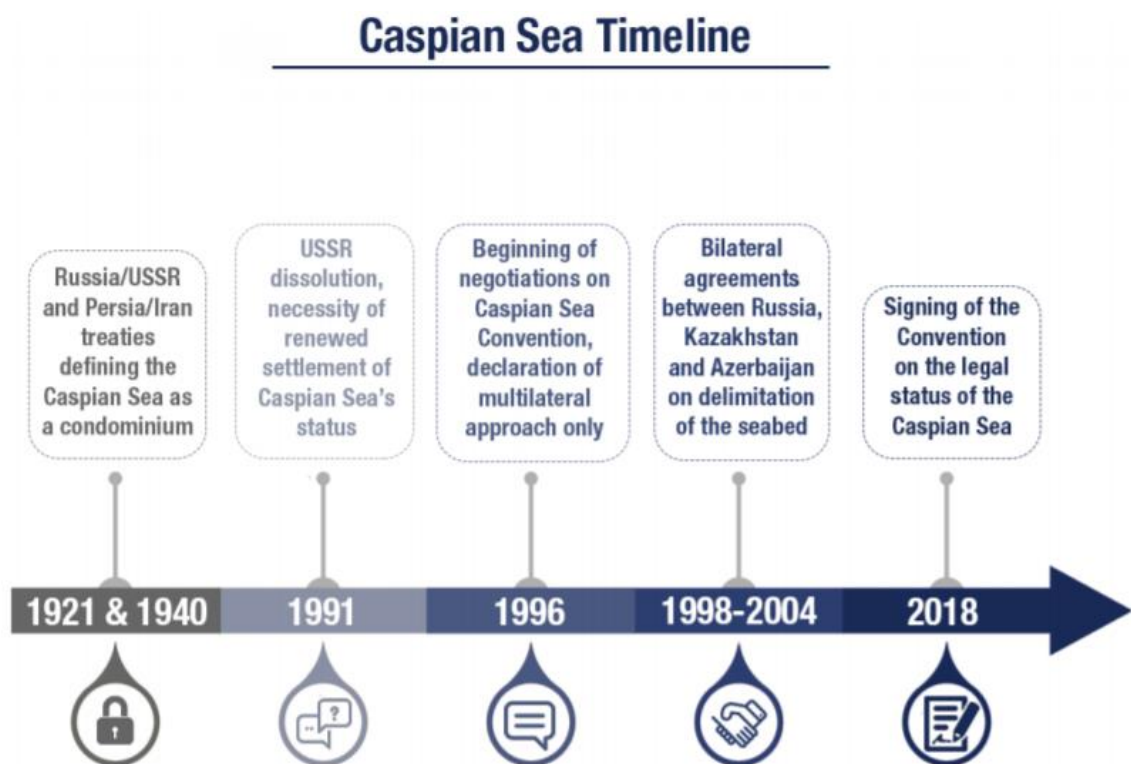 Caspian Sea Timeline
Russia/USSR
and Persia/Iran
treaties
defining the
Caspian Sea as
a condominium
USSR
dissolution,
necessity of
renewed
settlement of
Caspian Sea's
status
Beginning of
negotiations on
Caspian Sea
Convention,
declaration of
multilateral
approach only
Bilateral
agreements
between Russia,
Kazakhstan
and Azerbaijan
on delimitation
of the seabed
Signing of the
Convention
on the legal
status of the
Caspian Sea
1921 & 1940
1991
1996
1998-2004
2018